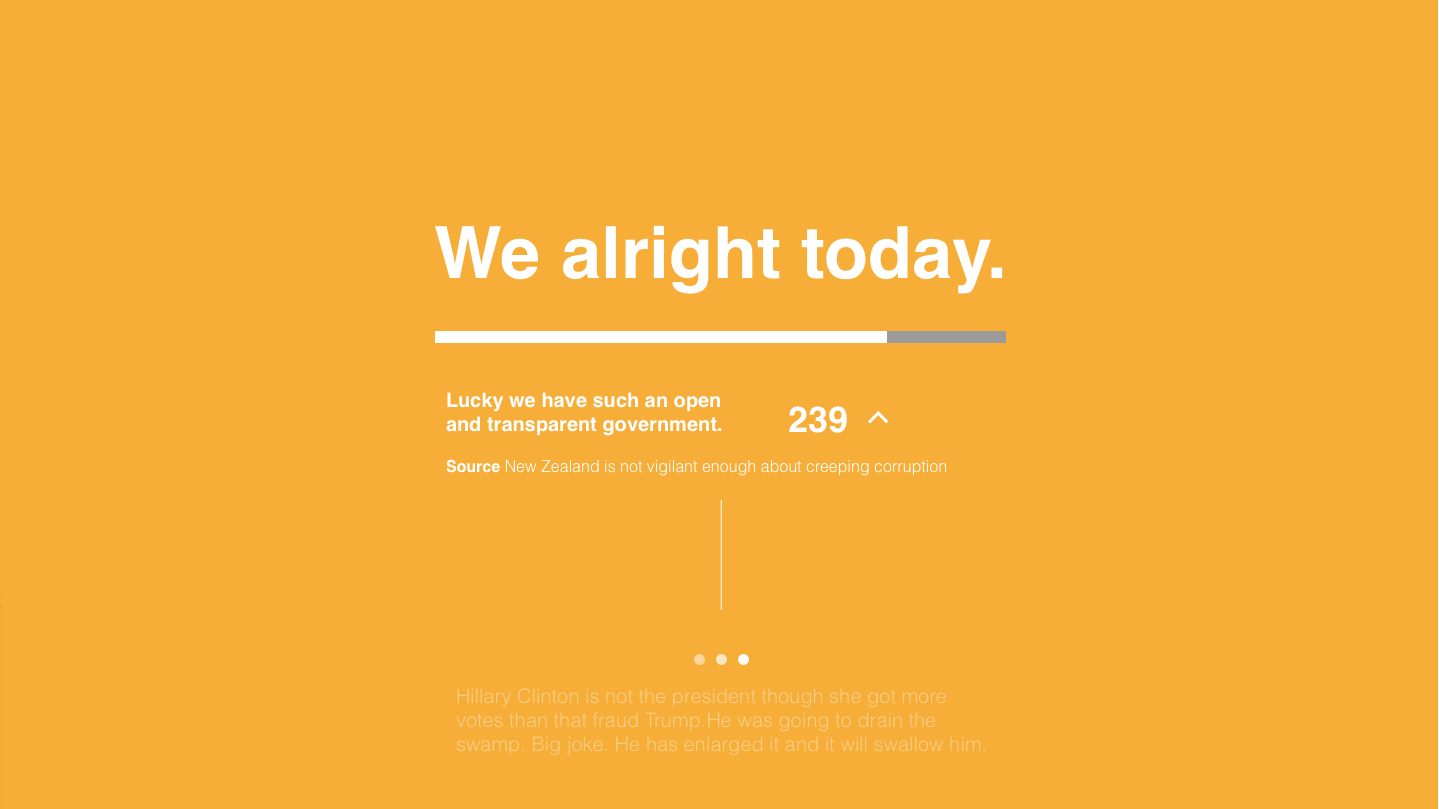 We alright today.
Lucky we have such an open
and transparent government.
239
Source New Zealand is not vigilant enough about creeping corruption
Hillary Clinton is not the president though she got more
votes than that fraud Trump.He was going to drain the
swamp. Big joke. He has enlarged it and it will swallow him.